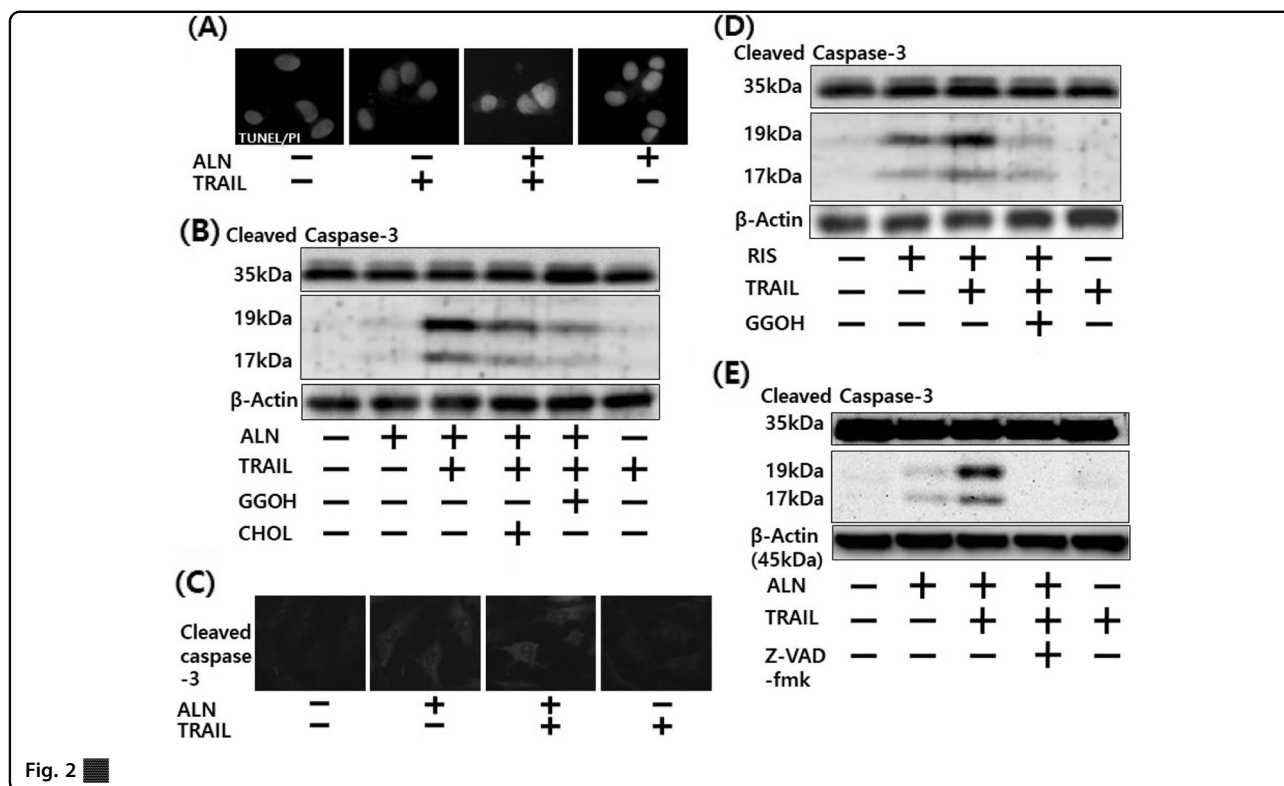 (A)
TUNEL/PI
ALN − − + +
TRAIL − + + −
(B) Cleaved Caspase-3
35kDa
19kDa
17kDa
β-Actin
ALN − + + + + −
TRAIL − − + + + +
GGOH − − − − + −
CHOL − − − + − −
(C)
Cleaved
caspase
-3
ALN − + + −
TRAIL − − + +
(D)
Cleaved Caspase-3
35kDa
19kDa
17kDa
β-Actin
RIS − + + + −
TRAIL − − + + +
GGOH − − − + −
(E)
Cleaved Caspase-3
35kDa
19kDa
17kDa
β-Actin
(45kDa)
ALN − + + + −
TRAIL − − + + +
Z-VAD − − − + −
-fmk
Fig. 2